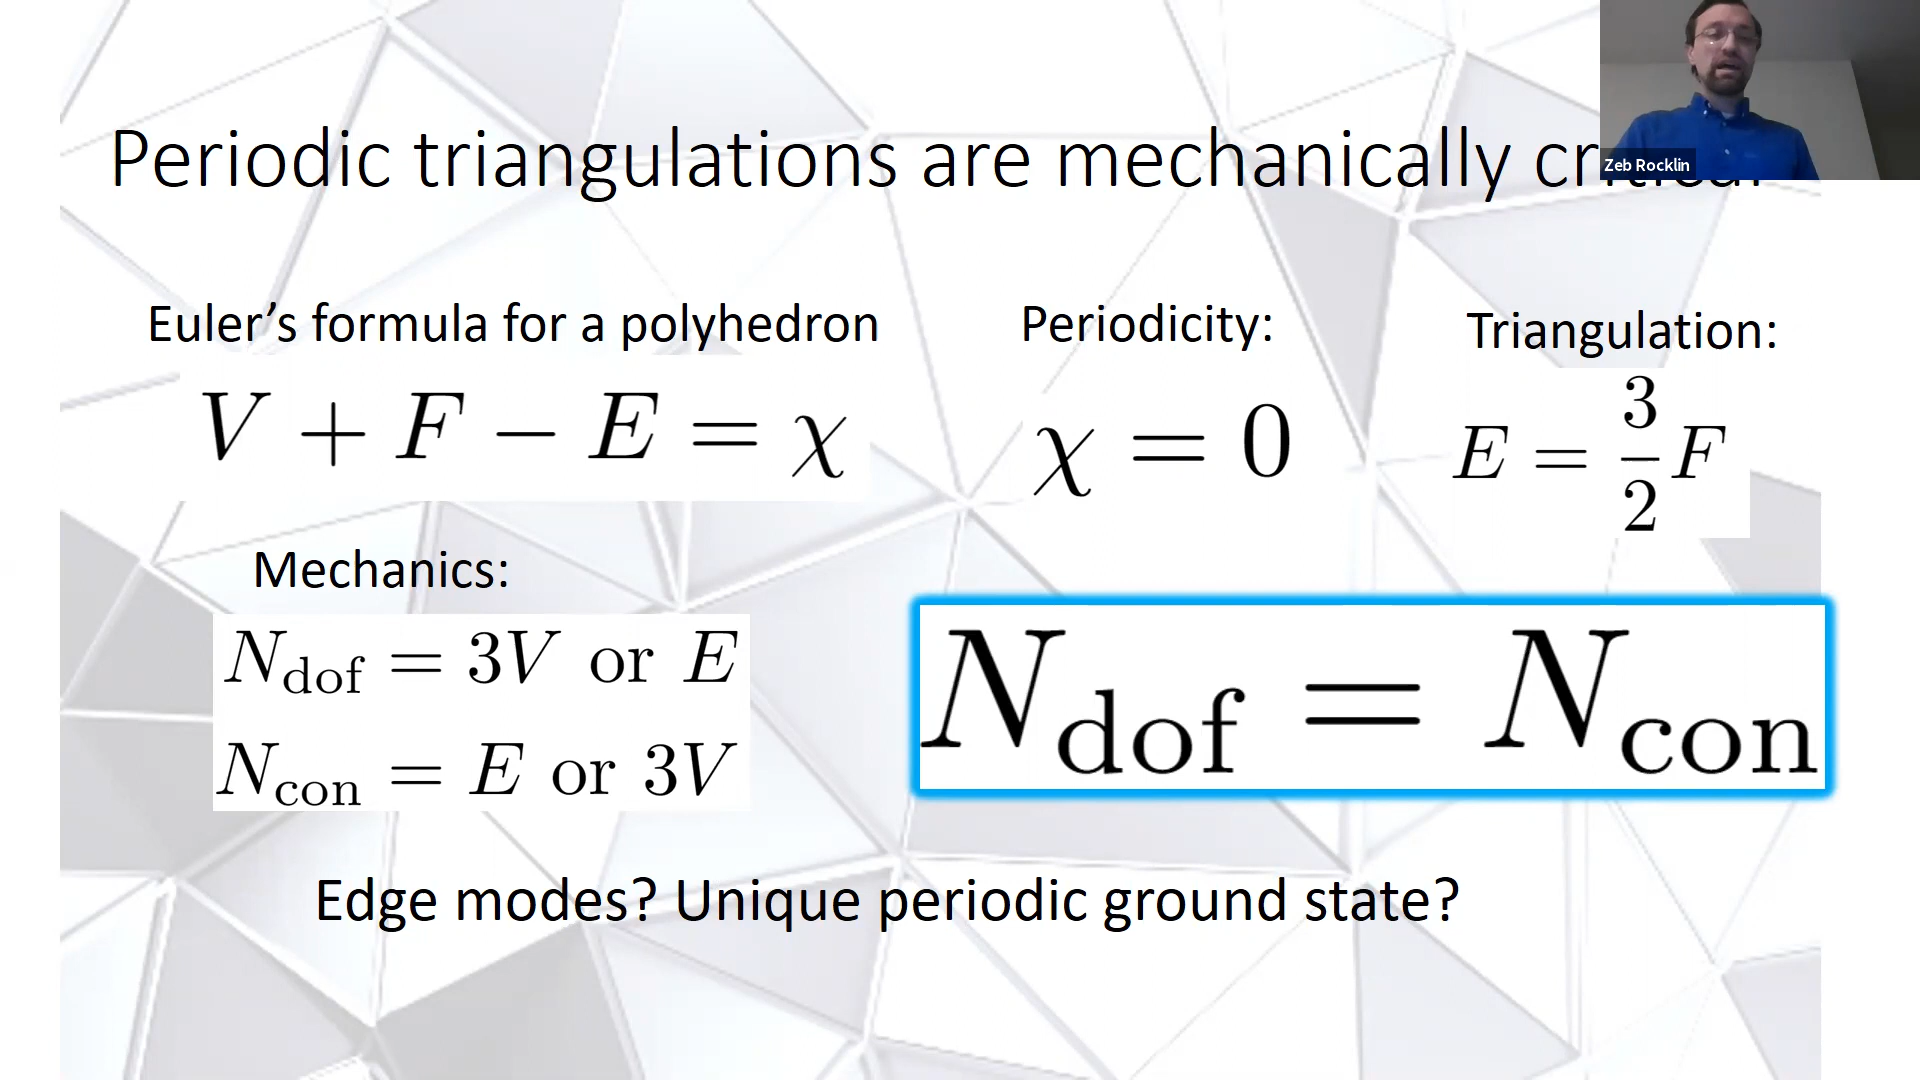 Periodic triangulations are mechanically critical
Zeb Rocklin
Euler's formula for a polyhedron
V + F − E = χ
Periodicity:
χ = 0
Triangulation:
E = 3/2 F
Mechanics:
N_dof = 3V or E
N_con = E or 3V
N_dof = N_con
Edge modes? Unique periodic ground state?